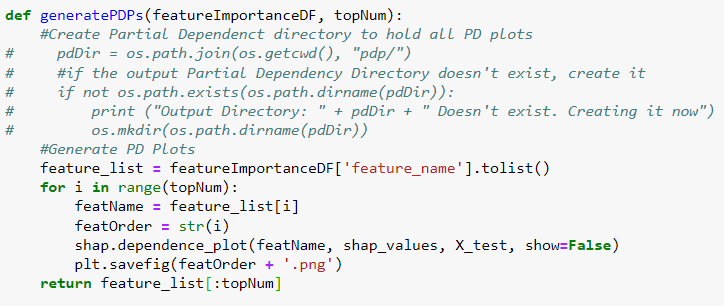 def generatePDPs(featureImportanceDF, topNum):
    #Create Partial Dependenct directory to hold all PD plots
#     pdDir = os.path.join(os.getcwd(), "pdp/")
#     #if the output Partial Dependency Directory doesn't exist, create it
#     if not os.path.exists(os.path.dirname(pdDir)):
#         print ("Output Directory: " + pdDir + " Doesn't exist. Creating it now")
#         os.mkdir(os.path.dirname(pdDir))
    #Generate PD Plots
    feature_list = featureImportanceDF['feature_name'].tolist()
    for i in range(topNum):
        featName = feature_list[i]
        featOrder = str(i)
        shap.dependence_plot(featName, shap_values, X_test, show=False)
        plt.savefig(featOrder + '.png')
    return feature_list[:topNum]